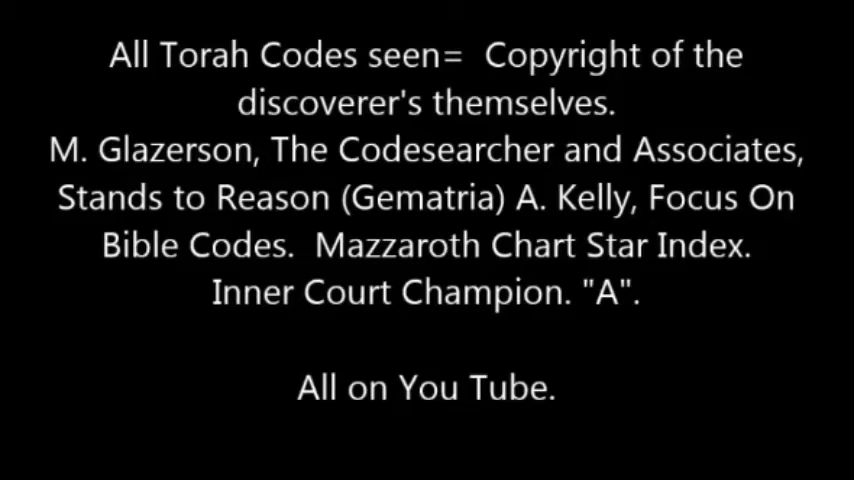 All Torah Codes seen=  Copyright of the
discoverer's themselves.
M. Glazerson, The Codesearcher and Associates,
Stands to Reason (Gematria) A. Kelly, Focus On
Bible Codes.  Mazzaroth Chart Star Index.
Inner Court Champion. "A".
All on You Tube.